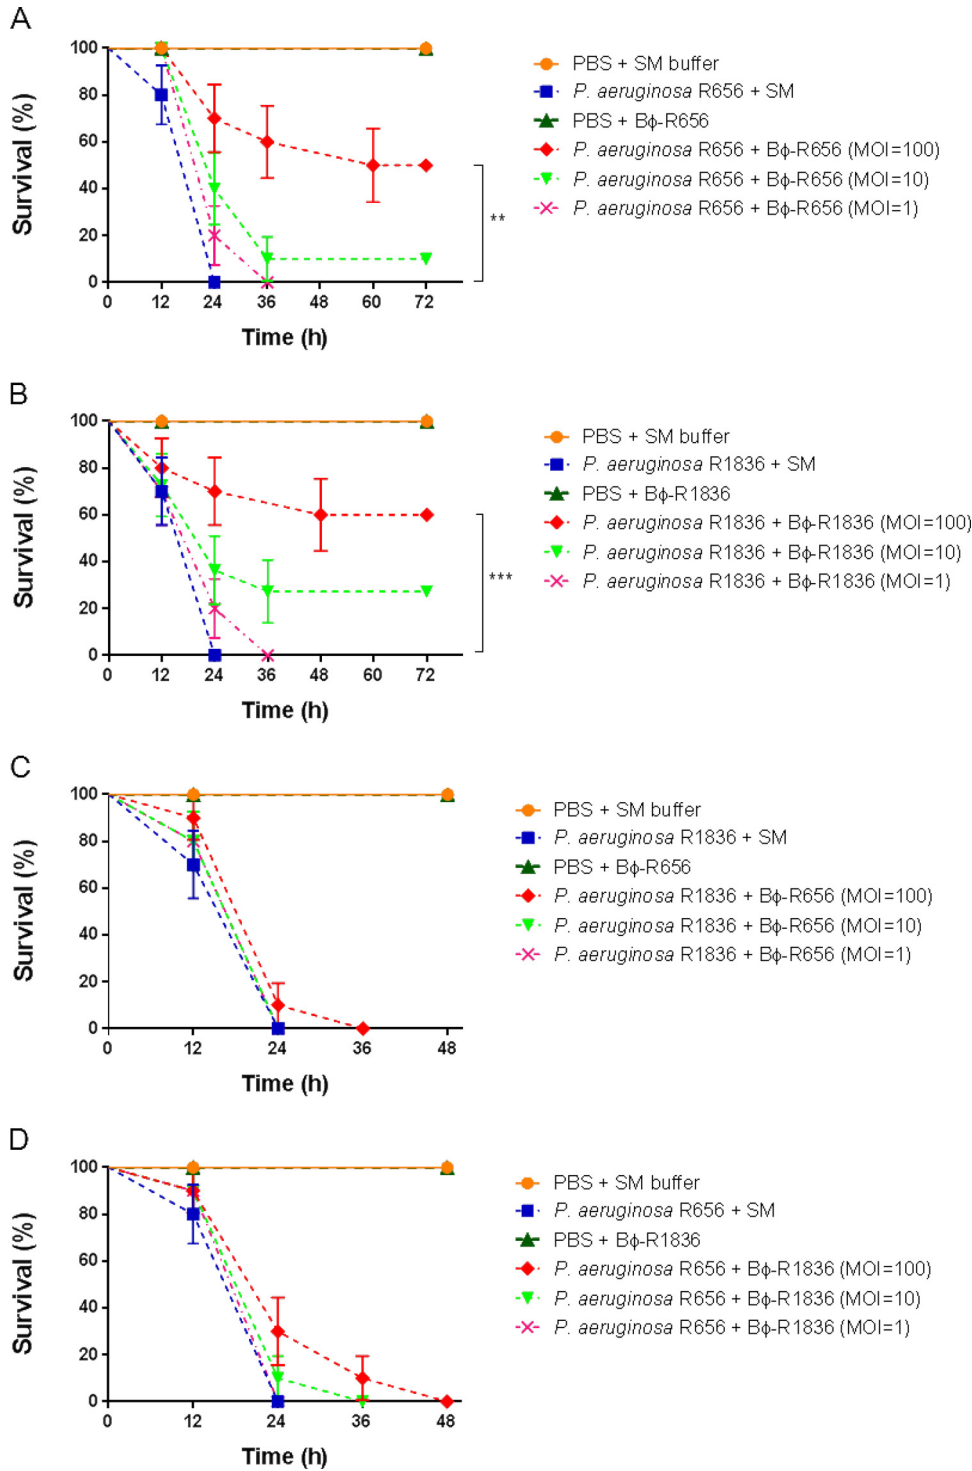 A
Survival (%)
100
80
60
40
20
0
0 12 24 36 48 60 72
Time (h)
PBS + SM buffer
P. aeruginosa R656 + SM
PBS + Bϕ-R656
P. aeruginosa R656 + Bϕ-R656 (MOI=100)
P. aeruginosa R656 + Bϕ-R656 (MOI=10)
P. aeruginosa R656 + Bϕ-R656 (MOI=1)
**
B
Survival (%)
100
80
60
40
20
0
0 12 24 36 48 60 72
Time (h)
PBS + SM buffer
P. aeruginosa R1836 + SM
PBS + Bϕ-R1836
P. aeruginosa R1836 + Bϕ-R1836 (MOI=100)
P. aeruginosa R1836 + Bϕ-R1836 (MOI=10)
P. aeruginosa R1836 + Bϕ-R1836 (MOI=1)
***
C
Survival (%)
100
80
60
40
20
0
0 12 24 36 48
Time (h)
PBS + SM buffer
P. aeruginosa R1836 + SM
PBS + Bϕ-R656
P. aeruginosa R1836 + Bϕ-R656 (MOI=100)
P. aeruginosa R1836 + Bϕ-R656 (MOI=10)
P. aeruginosa R1836 + Bϕ-R656 (MOI=1)
D
Survival (%)
100
80
60
40
20
0
0 12 24 36 48
Time (h)
PBS + SM buffer
P. aeruginosa R656 + SM
PBS + Bϕ-R1836
P. aeruginosa R656 + Bϕ-R1836 (MOI=100)
P. aeruginosa R656 + Bϕ-R1836 (MOI=10)
P. aeruginosa R656 + Bϕ-R1836 (MOI=1)